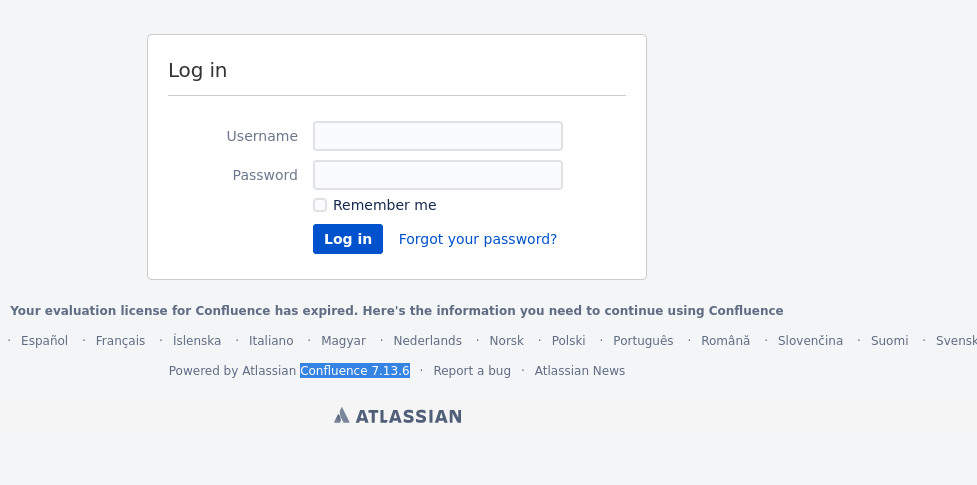 Log in
Username
Password
Remember me
Log in Forgot your password?
Your evaluation license for Confluence has expired. Here's the information you need to continue using Confluence
· Español · Français · Íslenska · Italiano · Magyar · Nederlands · Norsk · Polski · Português · Română · Slovenčina · Suomi · Svensk
Powered by Atlassian Confluence 7.13.6 · Report a bug · Atlassian News
ATLASSIAN